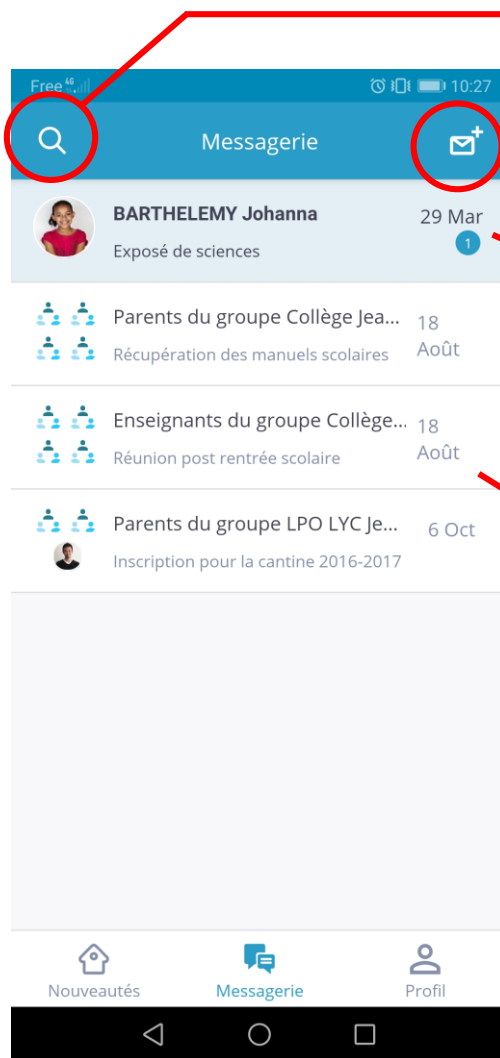 Free 4G 10:27
Messagerie
BARTHELEMY Johanna 29 Mar
Exposé de sciences 1
Parents du groupe Collège Jea... 18
Récupération des manuels scolaires Août
Enseignants du groupe Collège... 18
Réunion post rentrée scolaire Août
Parents du groupe LPO LYC Je... 6 Oct
Inscription pour la cantine 2016-2017
Nouveautés Messagerie Profil